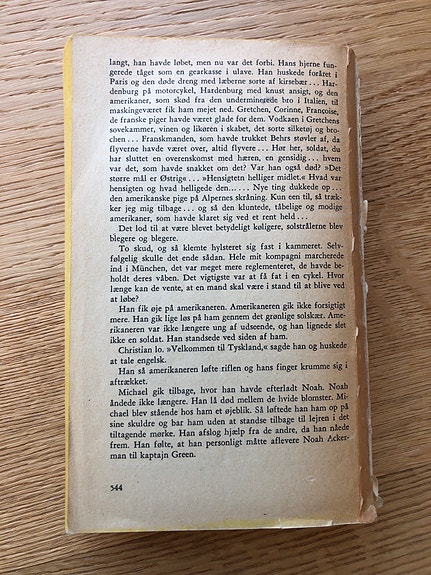 langt, han havde løbet, men nu var det forbi. Hans hjerne fun-
gerede tåget som en gearkasse i ulave. Han huskede foråret i
Paris og den døde dreng med læberne sorte af kirsebær... Har-
denburg på motorcykel, Hardenburg med knust ansigt, og den
amerikaner, som skød fra den underminerede bro i Italien, til
maskingeværet fik ham mejet ned. Gretchen, Corinne, Françoise,
de franske piger havde været glade for dem. Vodkaen i Gretchens
sovekammer, vinen og likøren i skabet, det sorte silketøj og bro-
chen... Franskmanden, som havde trukket Behrs støvler af, da
flyverne havde været over, altid flyvere... Hør her, soldat, du
har sluttet en overenskomst med hæren, en gensidig... hvem
var det, som havde snakket om det? Var han også død? »Det
større mål er Østrig... »Hensigten helliger midlet.« Hvad var
hensigten og hvad helligede den...... Nye ting dukkede op...
den amerikanske pige på Alpernes skråning. Kun een til, så træk-
ker jeg mig tilbage... og så den kluntede, tåbelige og modige
amerikaner, som havde klaret sig ved et rent held...
Det lod til at være blevet betydeligt køligere, solstrålerne blev
blegere og blegere.
To skud, og så klemte hylsteret sig fast i kammeret. Selv-
følgelig skulle det ende sådan. Hele mit kompagni marcherede
ind i München, det var meget mere reglementeret, de havde be-
holdt deres våben. Det vigtigste var at få fat i en cykel. Hvor
længe kan de vente, at en mand skal være i stand til at blive ved
at løbe?
Han fik øje på amerikaneren. Amerikaneren gik ikke forsigtigt
mere. Han gik lige løs på ham gennem det grønlige solskær. Ame-
rikaneren var ikke længere ung af udseende, og han lignede slet
ikke en soldat. Han standsede ved siden af ham.
Christian lo. »Velkommen til Tyskland,« sagde han og huskede
at tale engelsk.
Han så amerikaneren løfte riflen og hans finger krumme sig i
aftrækket.
Michael gik tilbage, hvor han havde efterladt Noah. Noah
åndede ikke længere. Han lå død mellem de hvide blomster. Mi-
chael blev stående hos ham et øjeblik. Så løftede han ham op på
sine skuldre og bar ham uden at standse tilbage til lejren i det
tiltagende mørke. Han afslog hjælp fra de andre, da han nåede
frem. Han følte, at han personligt måtte aflevere Noah Acker-
man til kaptajn Green.
544